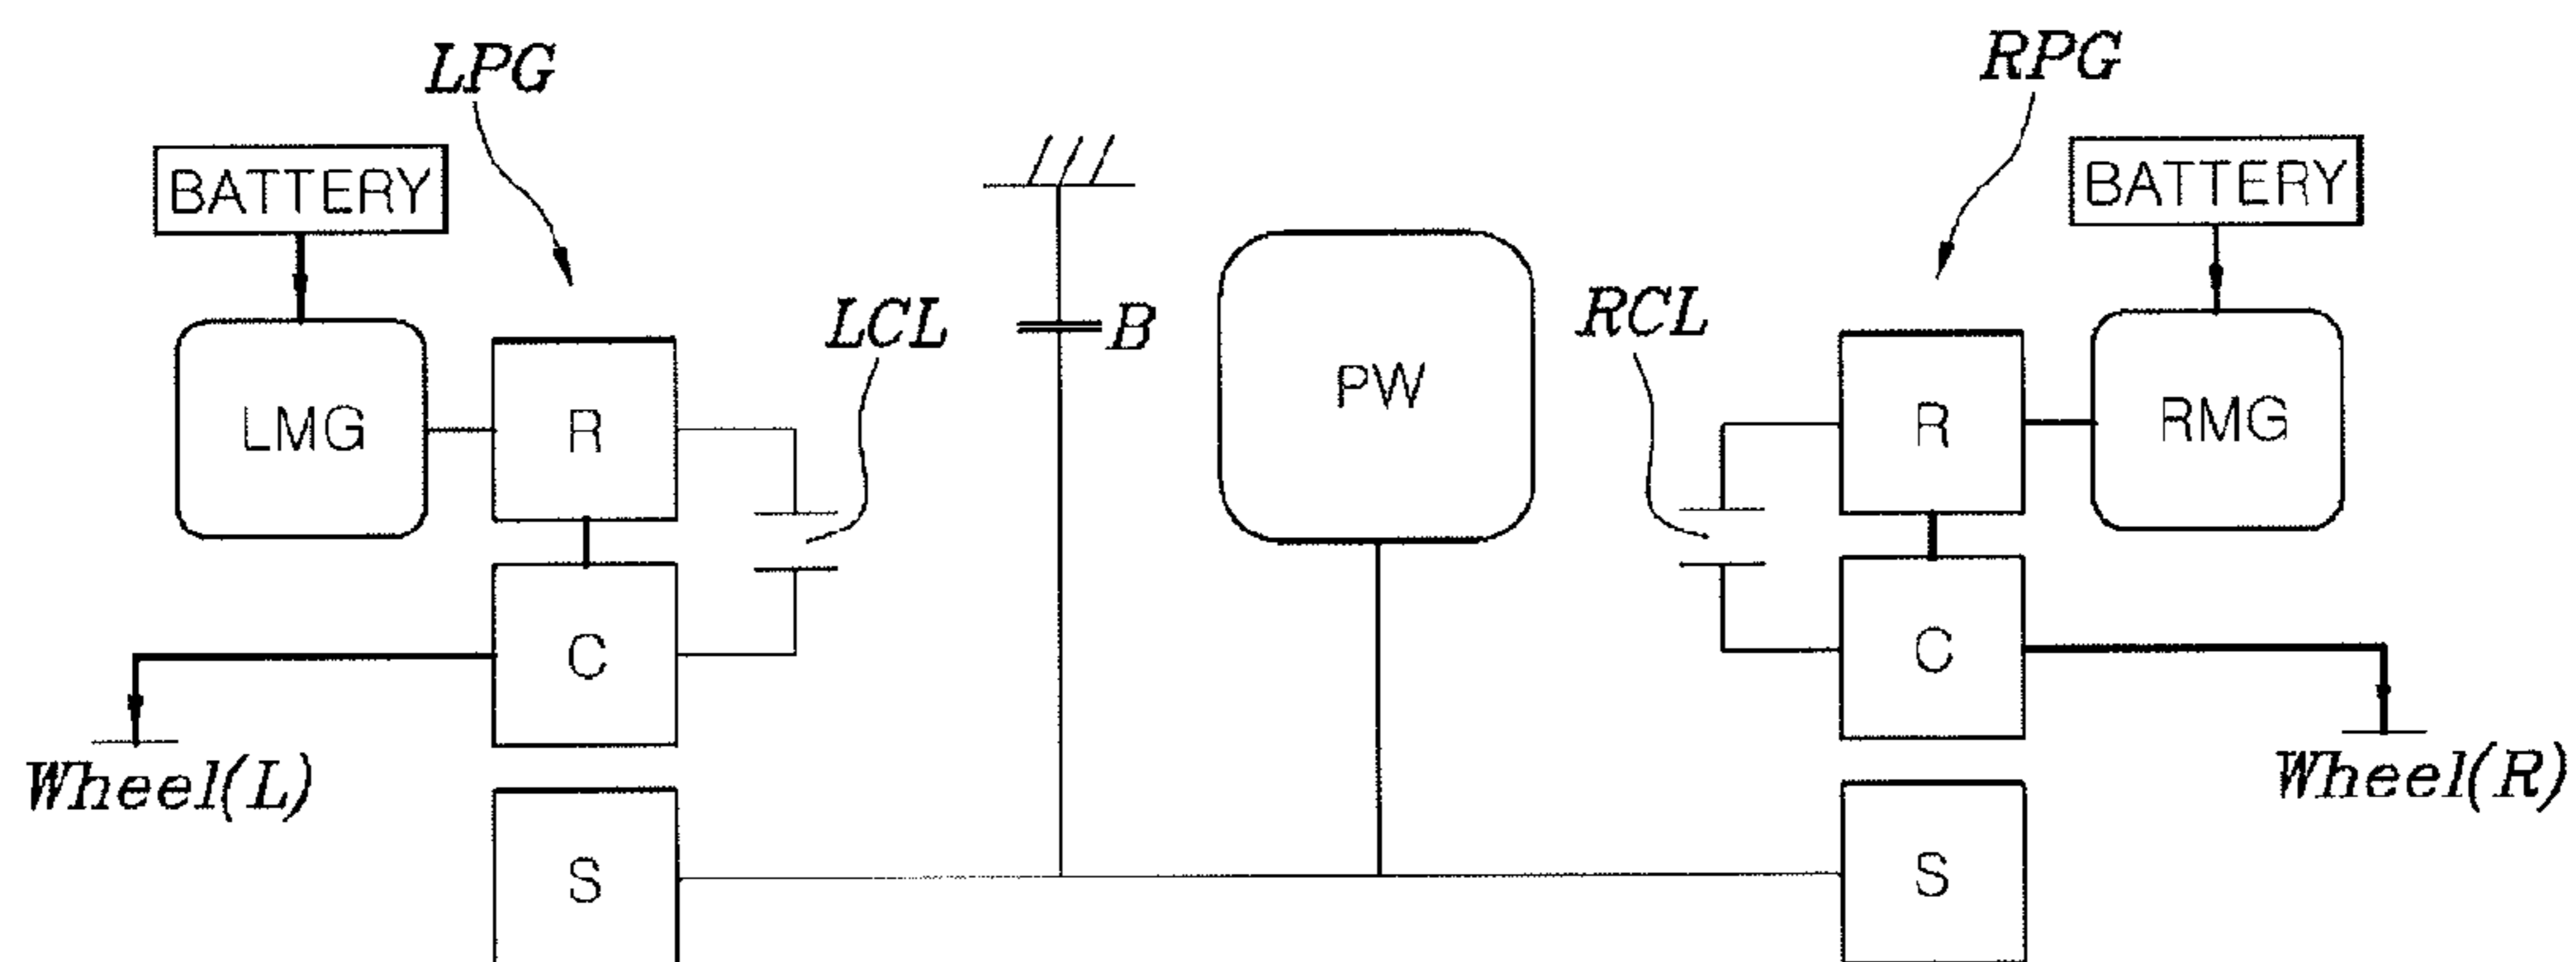 LPG
RPG
BATTERY
BATTERY
LCL
B
RCL
PW
LMG
R
R
RMG
C
C
Wheel(L)
Wheel(R)
S
S